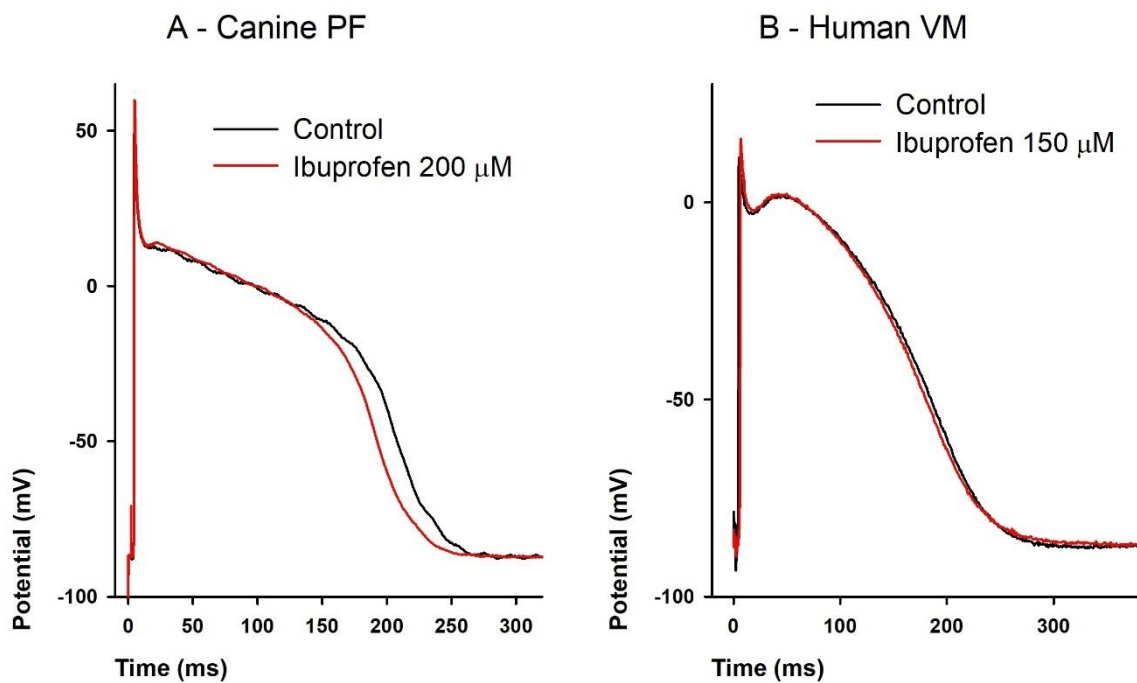 A - Canine PF
Control
Ibuprofen 200 μM
50
0
-50
-100
Potential (mV)
0 50 100 150 200 250 300
Time (ms)
B - Human VM
Control
Ibuprofen 150 μM
0
-50
-100
Potential (mV)
0 100 200 300
Time (ms)